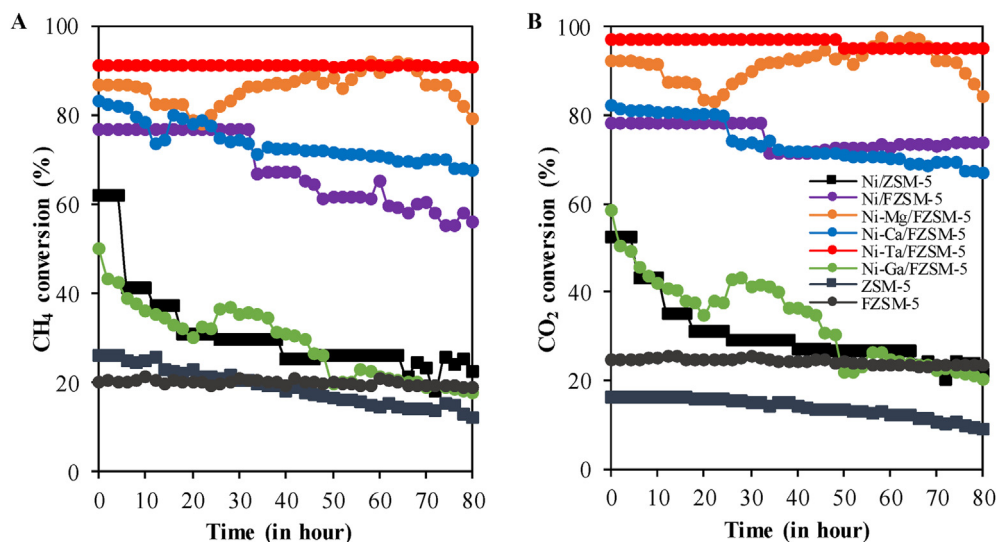 A
CH4 conversion (%)
100
80
60
40
20
0
0 10 20 30 40 50 60 70 80
Time (in hour)
B
CO2 conversion (%)
100
80
60
40
20
0
0 10 20 30 40 50 60 70 80
Time (in hour)
Ni/ZSM-5
Ni/FZSM-5
Ni-Mg/FZSM-5
Ni-Ca/FZSM-5
Ni-Ta/FZSM-5
Ni-Ga/FZSM-5
ZSM-5
FZSM-5